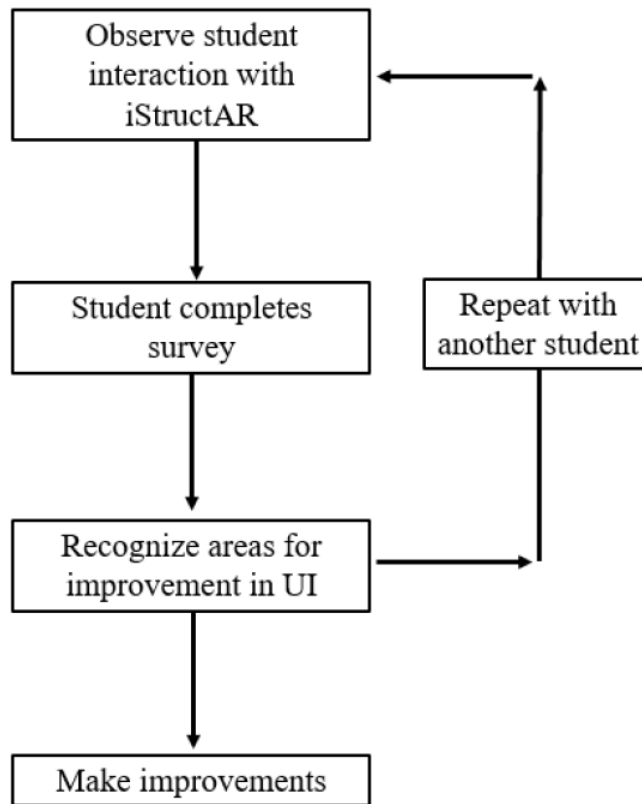 Observe student
interaction with
iStructAR
Student completes
survey
Repeat with
another student
Recognize areas for
improvement in UI
Make improvements